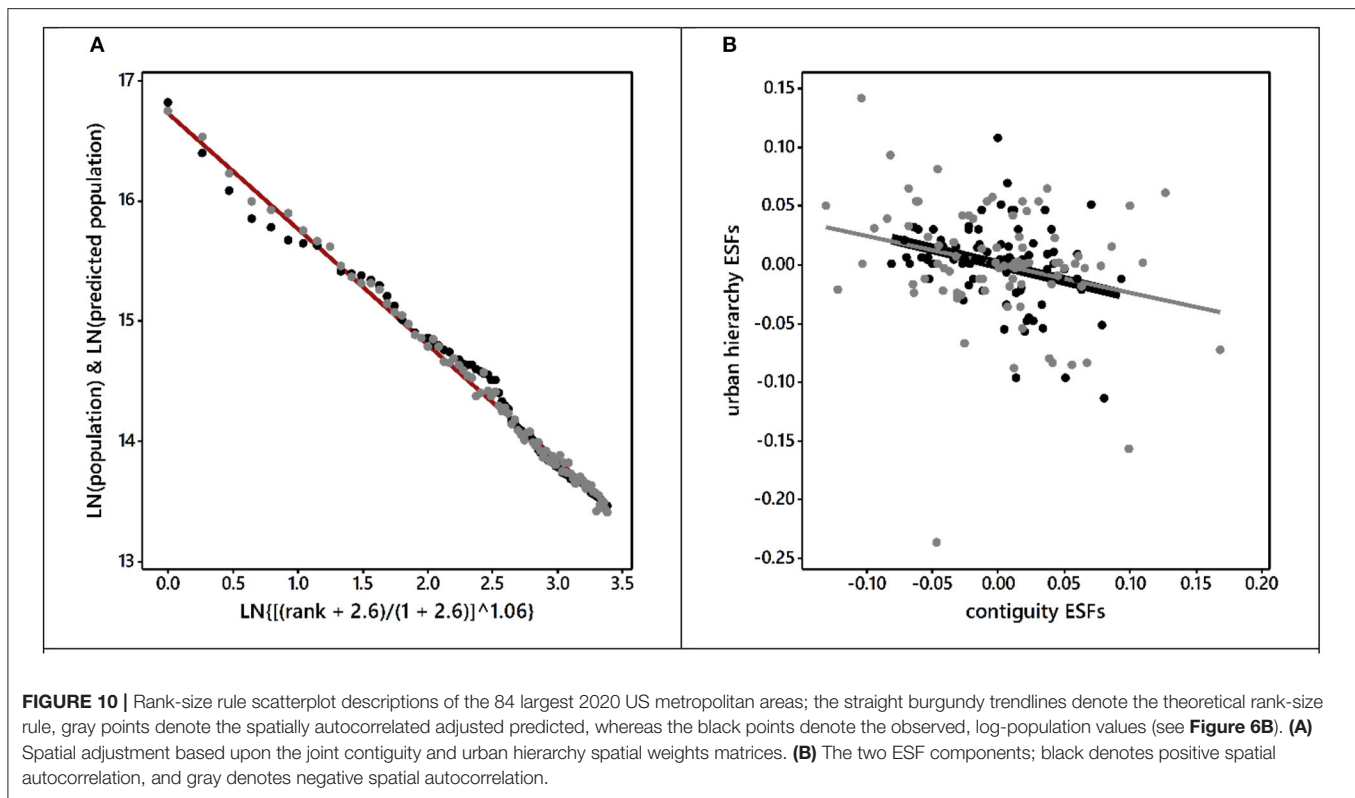 A
17
16
15
14
13
LN(population) & LN(predicted population)
0.0 0.5 1.0 1.5 2.0 2.5 3.0 3.5
LN{[(rank + 2.6)/(1 + 2.6)]^1.06}
B
0.15
0.10
0.05
0.00
-0.05
-0.10
-0.15
-0.20
-0.25
urban hierarchy ESFs
-0.10 -0.05 0.00 0.05 0.10 0.15 0.20
contiguity ESFs
FIGURE 10 | Rank-size rule scatterplot descriptions of the 84 largest 2020 US metropolitan areas; the straight burgundy trendlines denote the theoretical rank-size
rule, gray points denote the spatially autocorrelated adjusted predicted, whereas the black points denote the observed, log-population values (see Figure 6B). (A)
Spatial adjustment based upon the joint contiguity and urban hierarchy spatial weights matrices. (B) The two ESF components; black denotes positive spatial
autocorrelation, and gray denotes negative spatial autocorrelation.